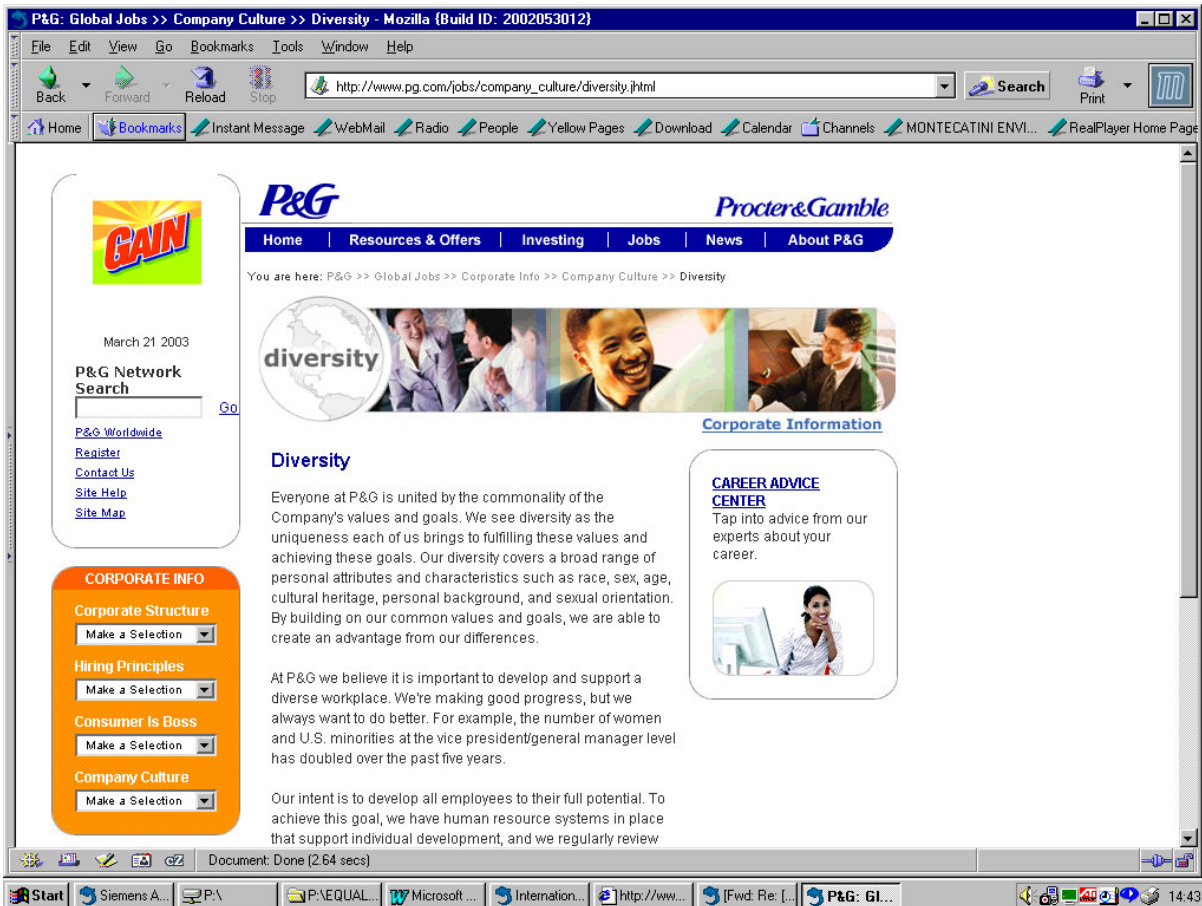 P&G: Global Jobs >> Company Culture >> Diversity - Mozilla {Build ID: 2002053012}
File Edit View Go Bookmarks Tools Window Help
Back Forward Reload Stop http://www.pg.com/jobs/company_culture/diversity.jhtml Search Print
Home Bookmarks Instant Message WebMail Radio People Yellow Pages Download Calendar Channels MONTECATINI ENVI... RealPlayer Home Page
GAIN
March 21 2003
P&G Network
Search
Go
P&G Worldwide
Register
Contact Us
Site Help
Site Map
CORPORATE INFO
Corporate Structure
Make a Selection
Hiring Principles
Make a Selection
Consumer Is Boss
Make a Selection
Company Culture
Make a Selection
P&G Procter&Gamble
Home | Resources & Offers | Investing | Jobs | News | About P&G
You are here: P&G >> Global Jobs >> Corporate Info >> Company Culture >> Diversity
diversity
Corporate Information
Diversity
Everyone at P&G is united by the commonality of the
Company's values and goals. We see diversity as the
uniqueness each of us brings to fulfilling these values and
achieving these goals. Our diversity covers a broad range of
personal attributes and characteristics such as race, sex, age,
cultural heritage, personal background, and sexual orientation.
By building on our common values and goals, we are able to
create an advantage from our differences.
At P&G we believe it is important to develop and support a
diverse workplace. We're making good progress, but we
always want to do better. For example, the number of women
and U.S. minorities at the vice president/general manager level
has doubled over the past five years.
Our intent is to develop all employees to their full potential. To
achieve this goal, we have human resource systems in place
that support individual development, and we regularly review
CAREER ADVICE
CENTER
Tap into advice from our
experts about your
career.
Document: Done (2.64 secs)
Start Siemens A... P:\ P:\EQUAL... Microsoft ... Internation... http://ww... [Fwd: Re: [... P&G: Gl... 14:43